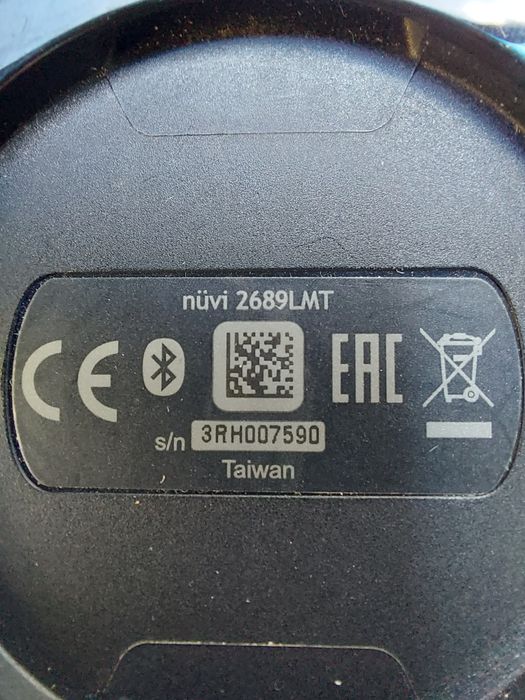 nüvi 2689LMT
CE EAC
s/n 3RH007590
Taiwan